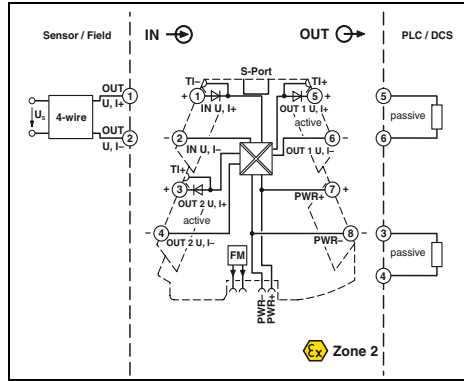 Sensor / Field
IN
OUT
PLC / DCS
S-Port
TI–
TI+
OUT
U, I+
1
+
1
IN U, I+
OUT 1 U, I+
5
+
5
Us
4-wire
active
passive
OUT
U, I–
2
–
2
IN U, I–
OUT 1 U, I–
6
–
6
TI+
+
3
OUT 2 U, I+
PWR+
7
+
active
–
4
OUT 2 U, I–
PWR–
8
–
3
passive
4
FM
PWR–
PWR+
Ex
Zone 2